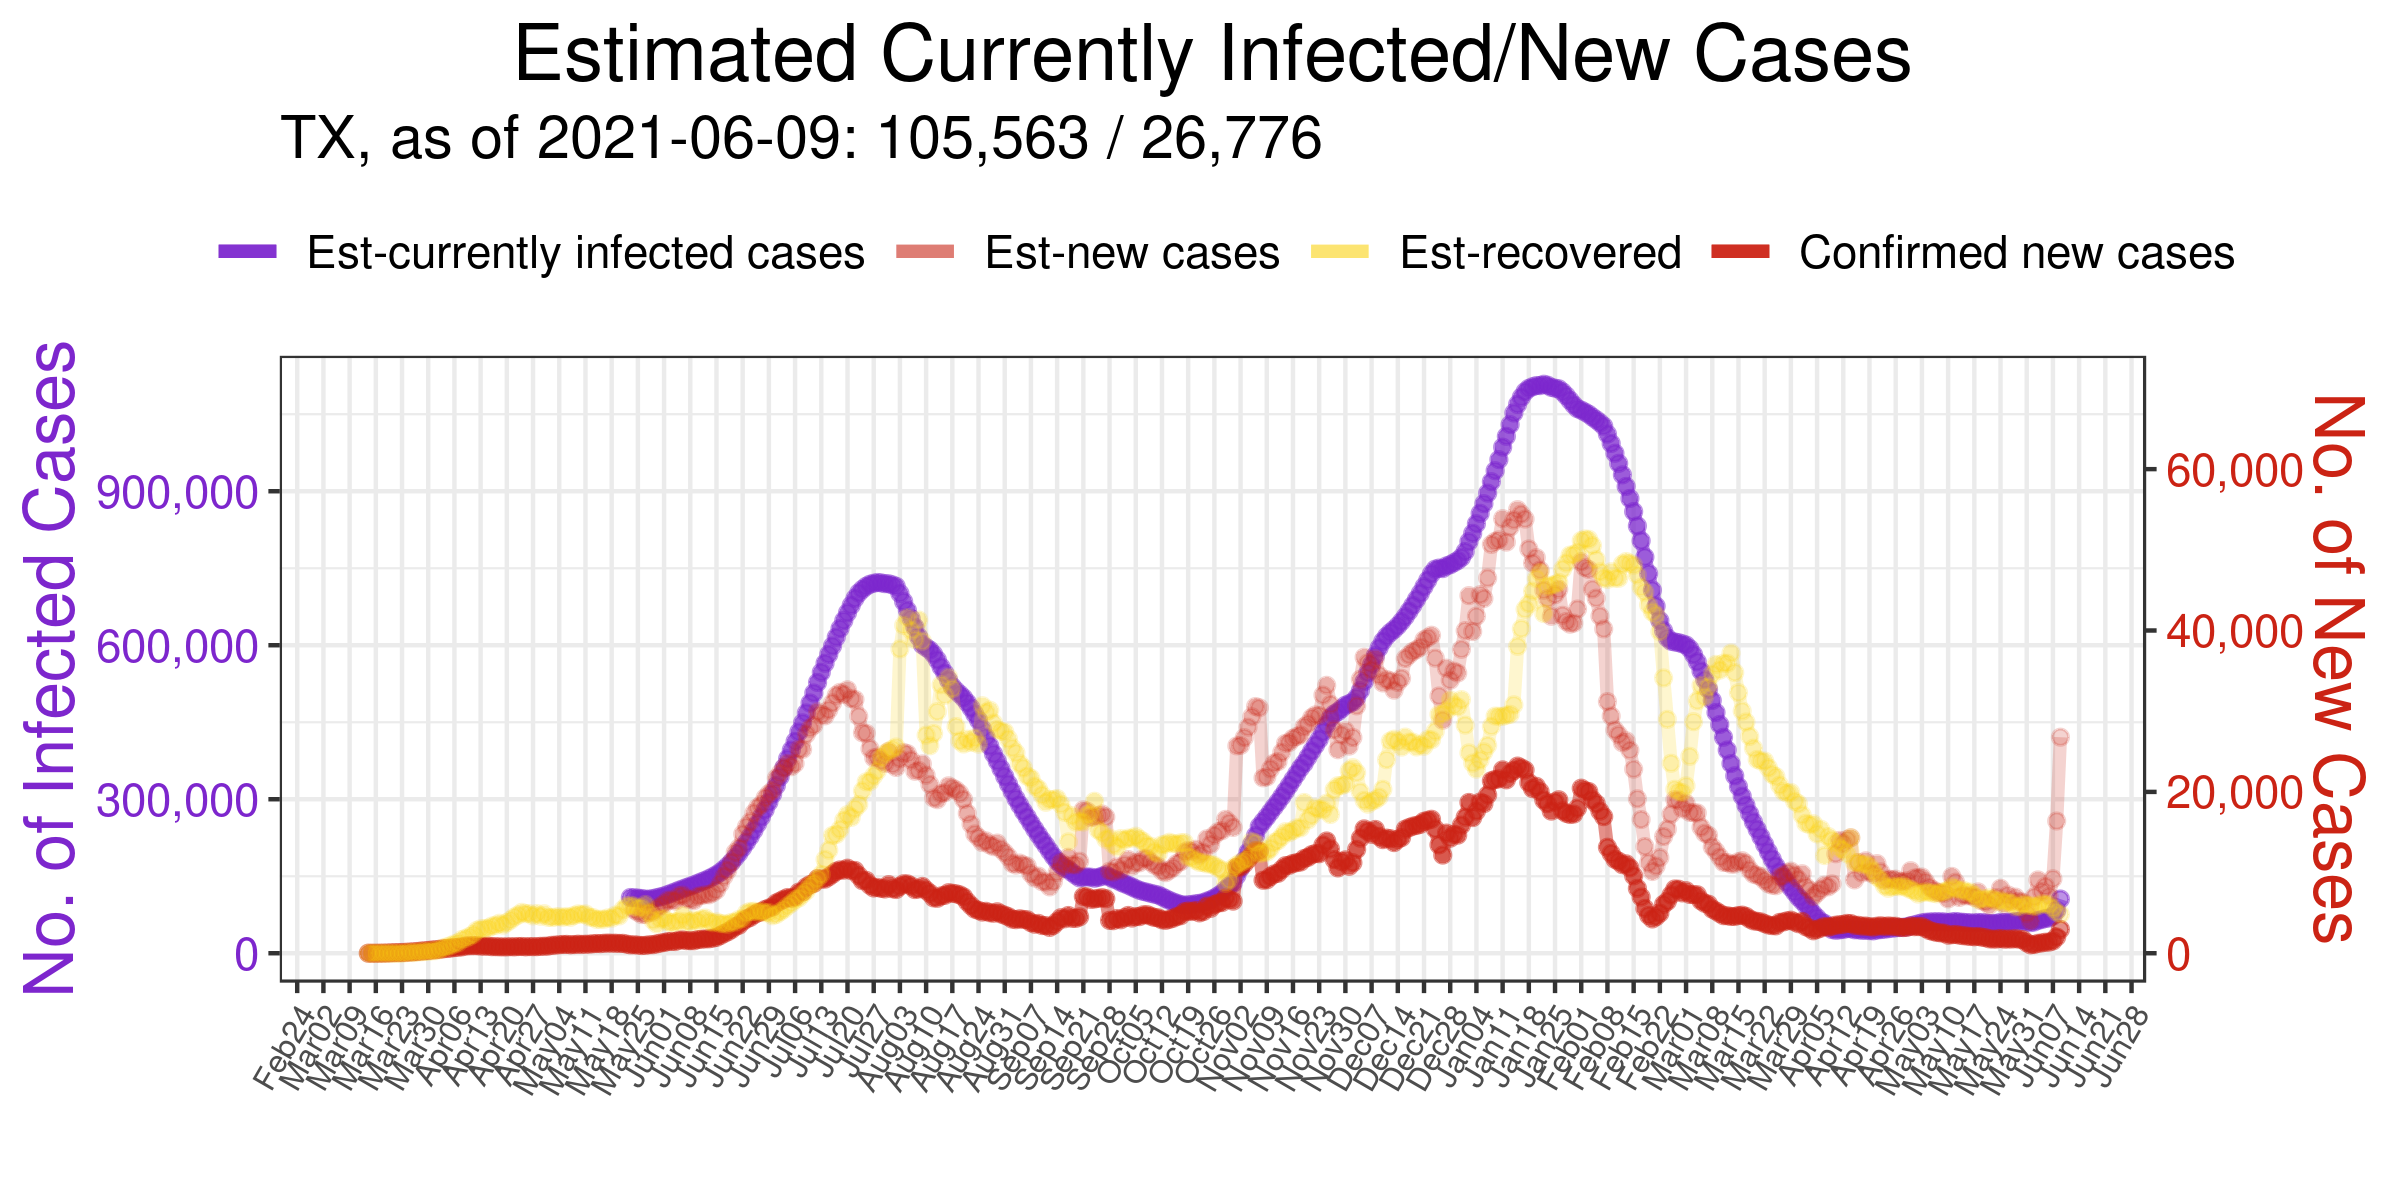 Estimated Currently Infected/New Cases
TX, as of 2021-06-09: 105,563 / 26,776
Est-currently infected cases Est-new cases Est-recovered Confirmed new cases
No. of Infected Cases
900,000
600,000
300,000
0
60,000
40,000
20,000
0
No. of New Cases
Feb24
Mar02
Mar09
Mar16
Mar23
Mar30
Apr06
Apr13
Apr20
Apr27
May04
May11
May18
May25
Jun01
Jun08
Jun15
Jun22
Jun29
Jul06
Jul13
Jul20
Jul27
Aug03
Aug10
Aug17
Aug24
Aug31
Sep07
Sep14
Sep21
Sep28
Oct05
Oct12
Oct19
Oct26
Nov02
Nov09
Nov16
Nov23
Nov30
Dec07
Dec14
Dec21
Dec28
Jan04
Jan11
Jan18
Jan25
Feb01
Feb08
Feb15
Feb22
Mar01
Mar08
Mar15
Mar22
Mar29
Apr05
Apr12
Apr19
Apr26
May03
May10
May17
May24
May31
Jun07
Jun14
Jun21
Jun28